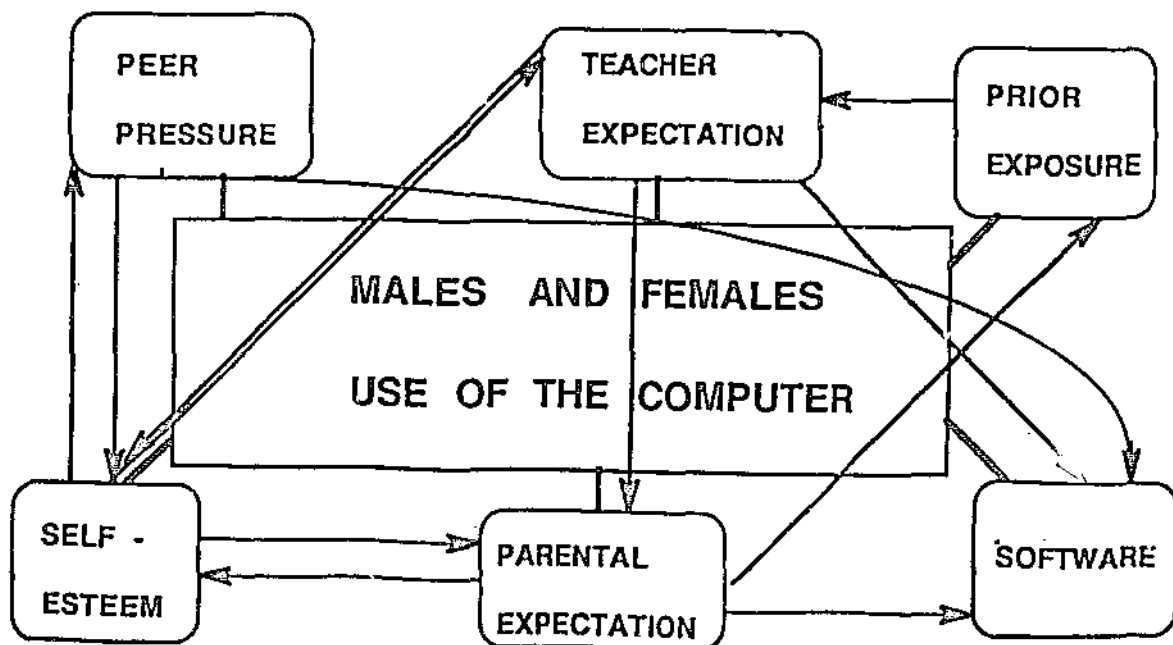 PEER
PRESSURE
TEACHER
EXPECTATION
PRIOR
EXPOSURE
MALES AND FEMALES
USE OF THE COMPUTER
SELF -
ESTEEM
PARENTAL
EXPECTATION
SOFTWARE